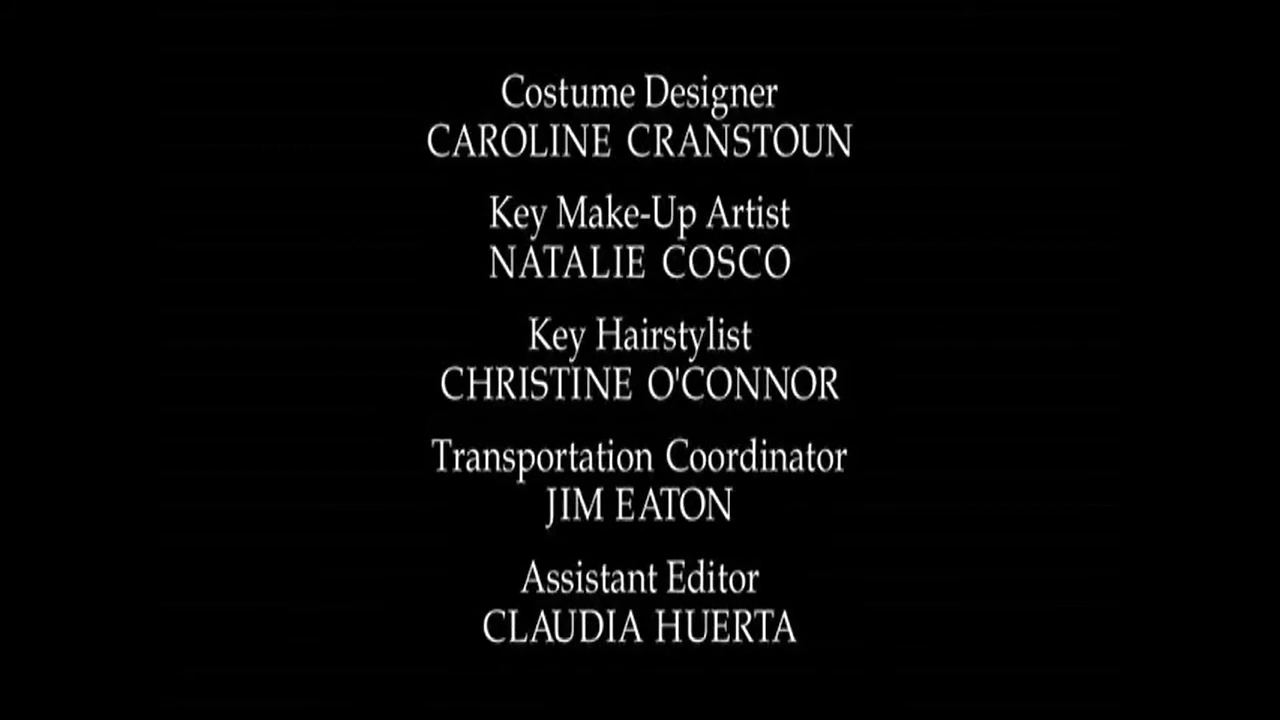 Costume Designer
CAROLINE CRANSTOUN
Key Make-Up Artist
NATALIE COSCO
Key Hairstylist
CHRISTINE O'CONNOR
Transportation Coordinator
JIM EATON
Assistant Editor
CLAUDIA HUERTA